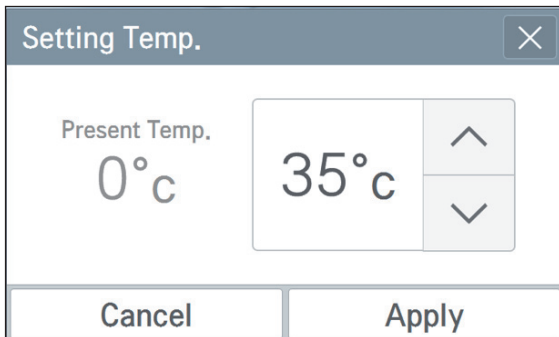 Setting Temp.
Present Temp.
0°c
35°c
Cancel
Apply